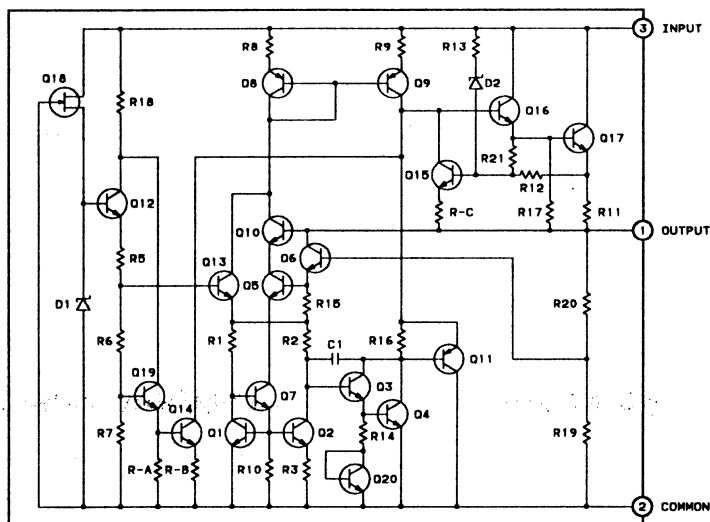 3 INPUT
R8
R9
R13
Q18
D8
Q9
D2
R18
Q16
Q17
R21
Q15
R12
Q12
R-C
R17
R11
1 OUTPUT
Q10
Q6
R5
Q13
Q5
D1
R15
R20
R6
R1
R2
C1
R16
Q11
Q19
Q7
Q3
Q14
Q4
R7
Q1
Q2
R14
R19
R-A
R-B
R10
R3
Q20
2 COMMON